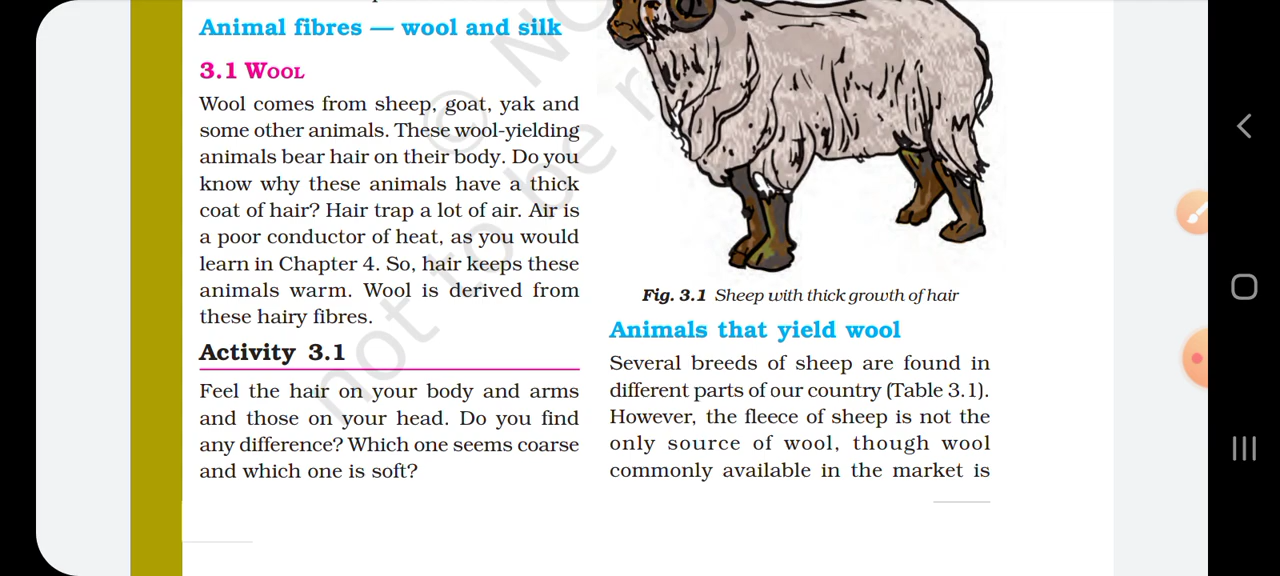 Animal fibres — wool and silk
3.1 WOOL
Wool comes from sheep, goat, yak and
some other animals. These wool-yielding
animals bear hair on their body. Do you
know why these animals have a thick
coat of hair? Hair trap a lot of air. Air is
a poor conductor of heat, as you would
learn in Chapter 4. So, hair keeps these
animals warm. Wool is derived from
these hairy fibres.
Activity 3.1
Feel the hair on your body and arms
and those on your head. Do you find
any difference? Which one seems coarse
and which one is soft?
Fig. 3.1 Sheep with thick growth of hair
Animals that yield wool
Several breeds of sheep are found in
different parts of our country (Table 3.1).
However, the fleece of sheep is not the
only source of wool, though wool
commonly available in the market is
not to be r
© NO